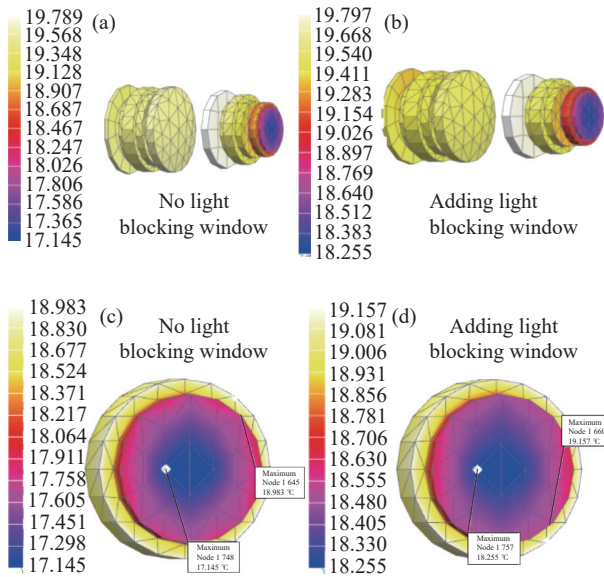 19.789
19.568
19.348
19.128
18.907
18.687
18.467
18.247
18.026
17.806
17.586
17.365
17.145
(a)
No light
blocking window
19.797
19.668
19.540
19.411
19.283
19.154
19.026
18.897
18.769
18.640
18.512
18.383
18.255
(b)
Adding light
blocking window
18.983
18.830
18.677
18.524
18.371
18.217
18.064
17.911
17.758
17.605
17.451
17.298
17.145
(c)
No light
blocking window
Maximum
Node 1 645
18.983 ℃
Maximum
Node 1 748
17.145 ℃
19.157
19.081
19.006
18.931
18.856
18.781
18.706
18.630
18.555
18.480
18.405
18.330
18.255
(d)
Adding light
blocking window
Maximum
Node 1 660
19.157 ℃
Maximum
Node 1 757
18.255 ℃